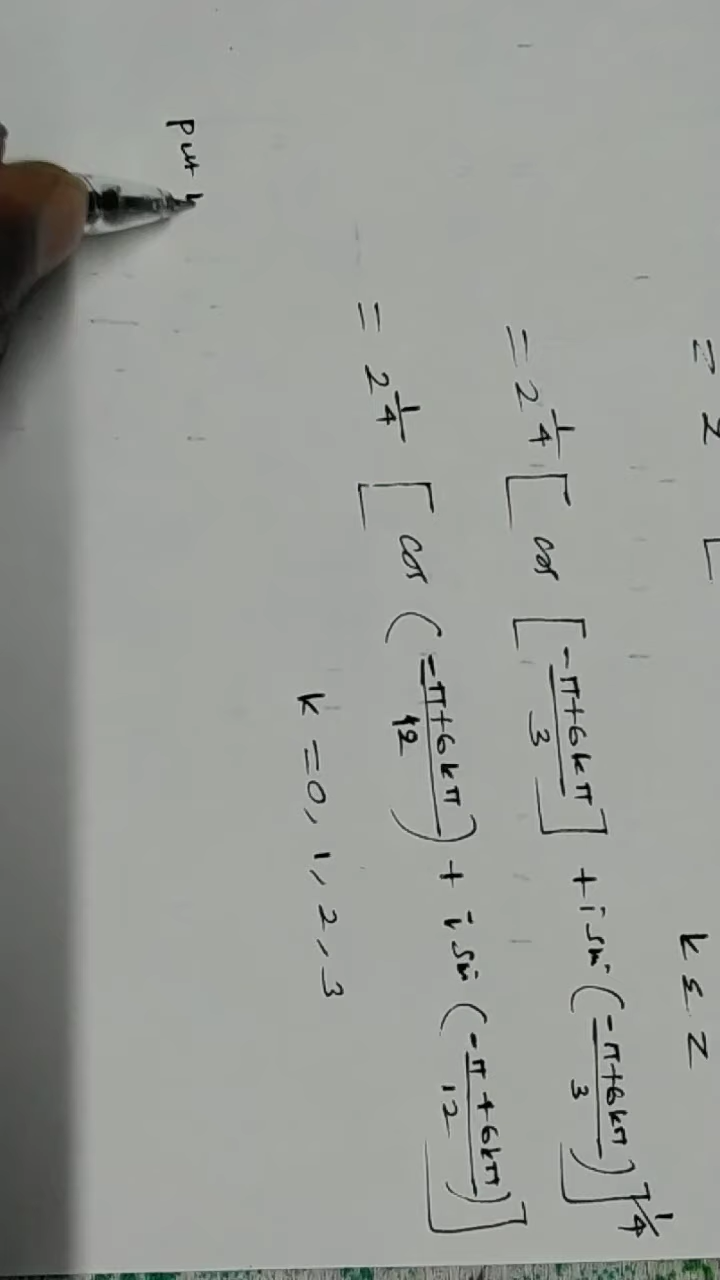 = 2 [
k ∈ Z
= 2^{1/4} [ cos [ (-π+6kπ)/3 ] + i sin ( (-π+6kπ)/3 ) ]^{1/4}
= 2^{1/4} [ cos ( (-π+6kπ)/12 ) + i sin ( (-π+6kπ)/12 ) ]
k = 0, 1, 2, 3
Put